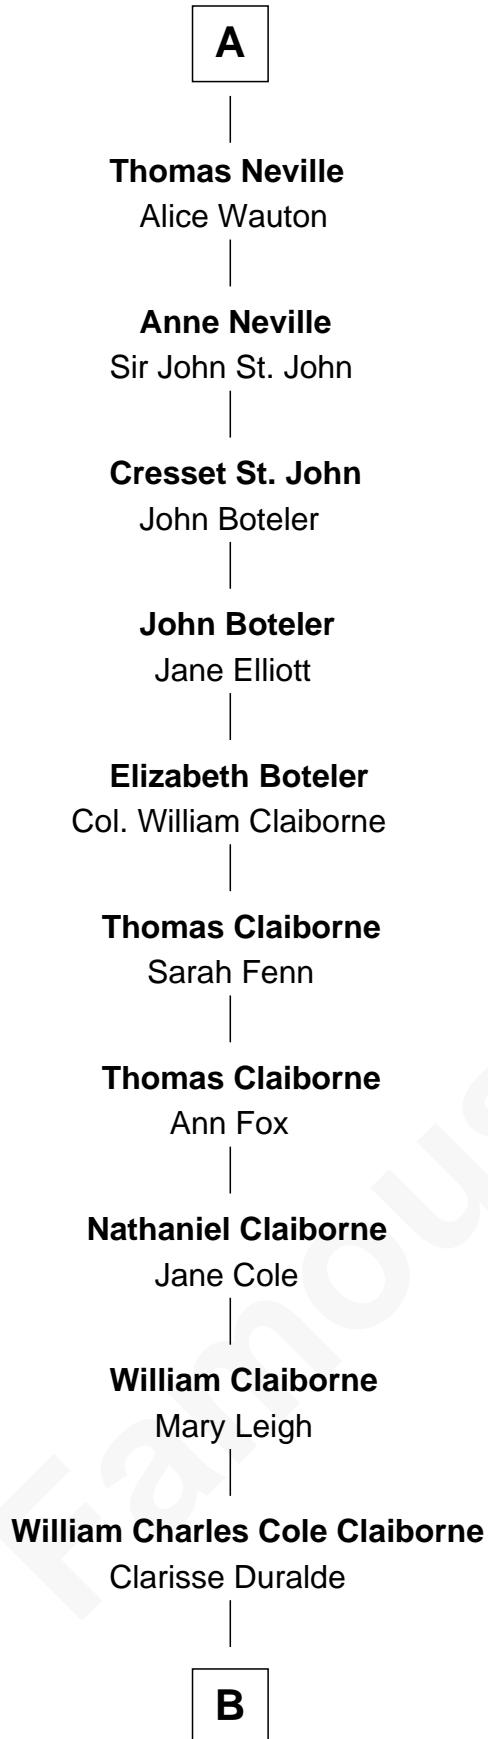 A
Thomas Neville
Alice Wauton
Anne Neville
Sir John St. John
Cresset St. John
John Boteler
John Boteler
Jane Elliott
Elizabeth Boteler
Col. William Claiborne
Thomas Claiborne
Sarah Fenn
Thomas Claiborne
Ann Fox
Nathaniel Claiborne
Jane Cole
William Claiborne
Mary Leigh
William Charles Cole Claiborne
Clarisse Duralde
B
Famous